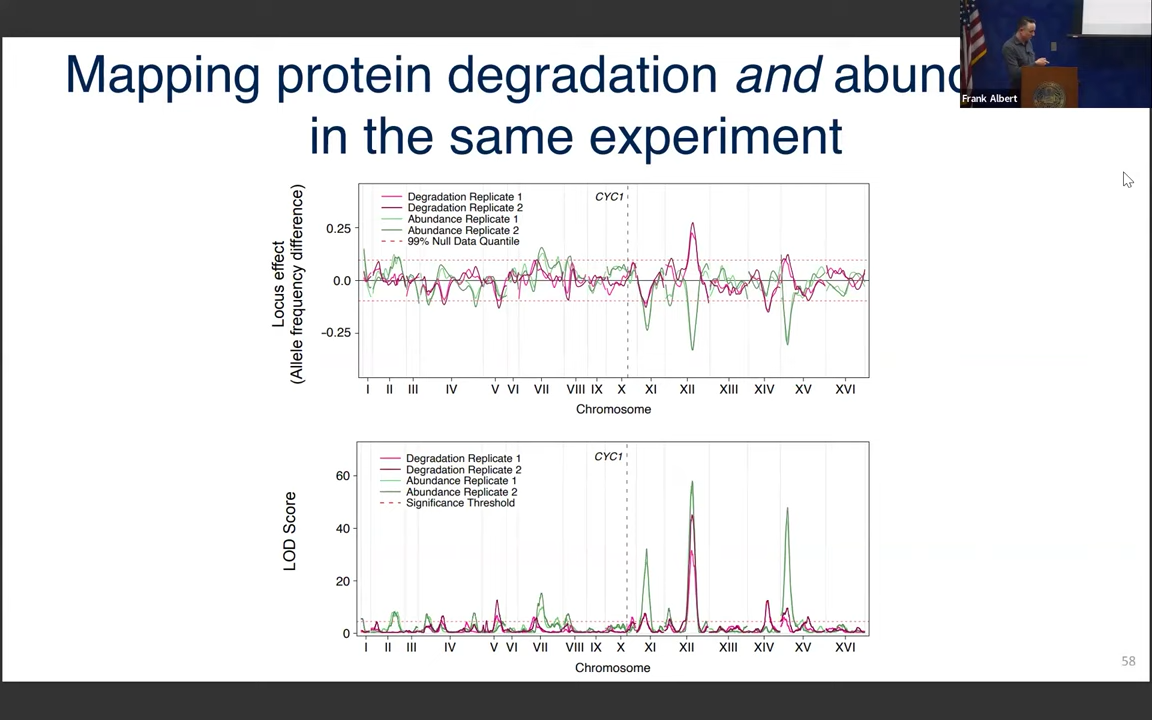 Mapping protein degradation and abund
in the same experiment
Frank Albert
Degradation Replicate 1
Degradation Replicate 2
Abundance Replicate 1
Abundance Replicate 2
99% Null Data Quantile
CYC1
Locus effect
(Allele frequency difference)
0.25
0.0
-0.25
I II III IV V VI VII VIII IX X XI XII XIII XIV XV XVI
Chromosome
Degradation Replicate 1
Degradation Replicate 2
Abundance Replicate 1
Abundance Replicate 2
Significance Threshold
CYC1
LOD Score
60
40
20
0
I II III IV V VI VII VIII IX X XI XII XIII XIV XV XVI
Chromosome
58